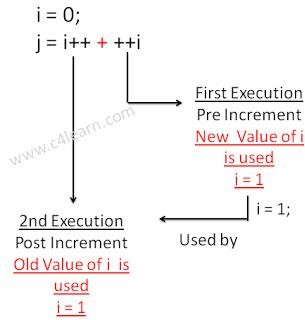 i = 0;
j = i++ + ++i
First Execution
Pre Increment
New Value of i
is used
i = 1
www.c4learn.com
i = 1;
2nd Execution
Post Increment
Old Value of i is
used
i = 1
Used by